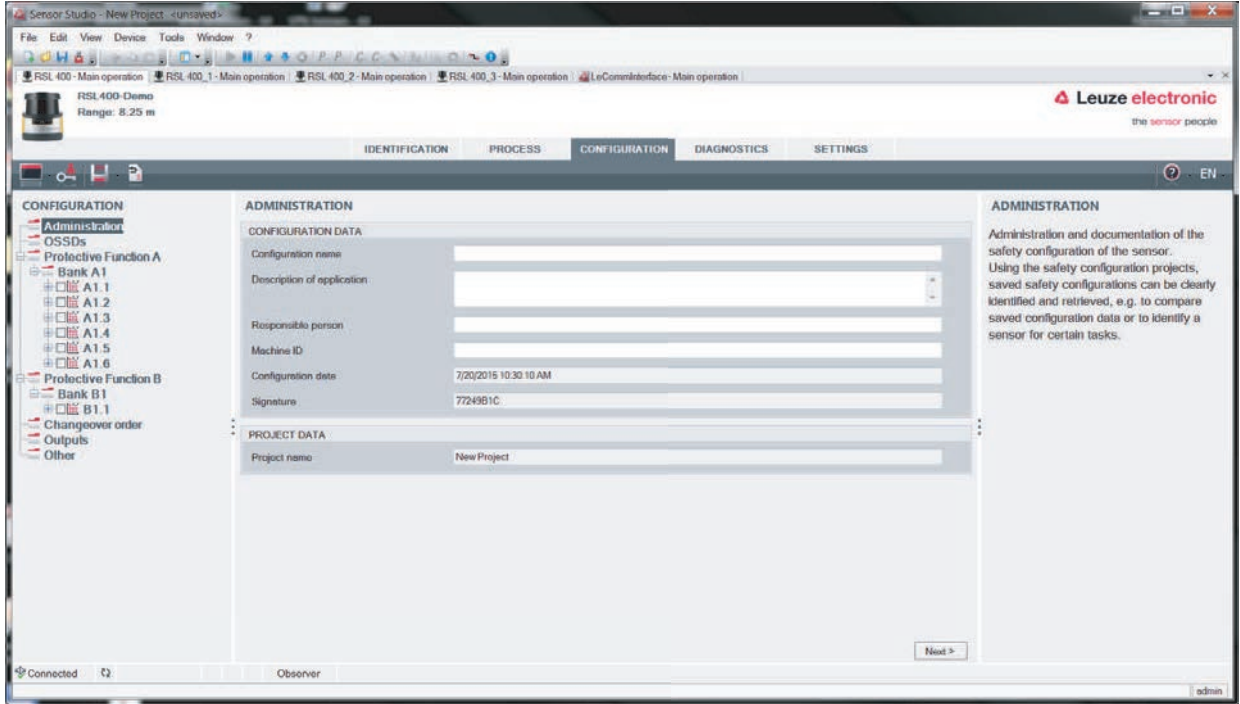 Sensor Studio - New Project <unsaved>
File Edit View Device Tools Window ?
RSL 400 - Main operation RSL 400_1 - Main operation RSL 400_2 - Main operation RSL 400_3 - Main operation LeCommInterface - Main operation
RSL400-Demo
Range: 8.25 m
Leuze electronic
the sensor people
IDENTIFICATION PROCESS CONFIGURATION DIAGNOSTICS SETTINGS
EN
CONFIGURATION
Administration
OSSDs
Protective Function A
Bank A1
A1.1
A1.2
A1.3
A1.4
A1.5
A1.6
Protective Function B
Bank B1
B1.1
Changeover order
Outputs
Other
ADMINISTRATION
CONFIGURATION DATA
Configuration name
Description of application
Responsible person
Machine ID
Configuration date 7/20/2015 10:30:10 AM
Signature 77249B1C
PROJECT DATA
Project name New Project
Next >
ADMINISTRATION
Administration and documentation of the
safety configuration of the sensor.
Using the safety configuration projects,
saved safety configurations can be clearly
identified and retrieved, e.g. to compare
saved configuration data or to identify a
sensor for certain tasks.
Connected Observer
admin